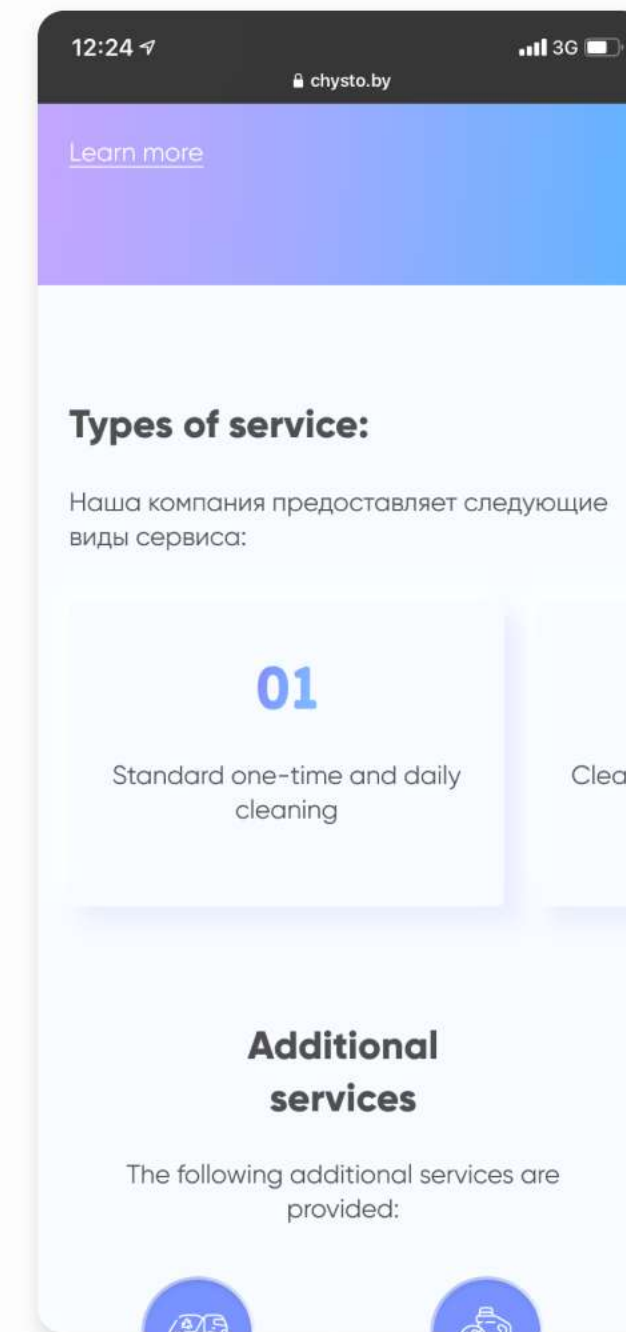 12:24
3G
chysto.by
Learn more
Types of service:
Наша компания предоставляет следующие
виды сервиса:
01
Standard one-time and daily
cleaning
Additional
services
The following additional services are
provided: